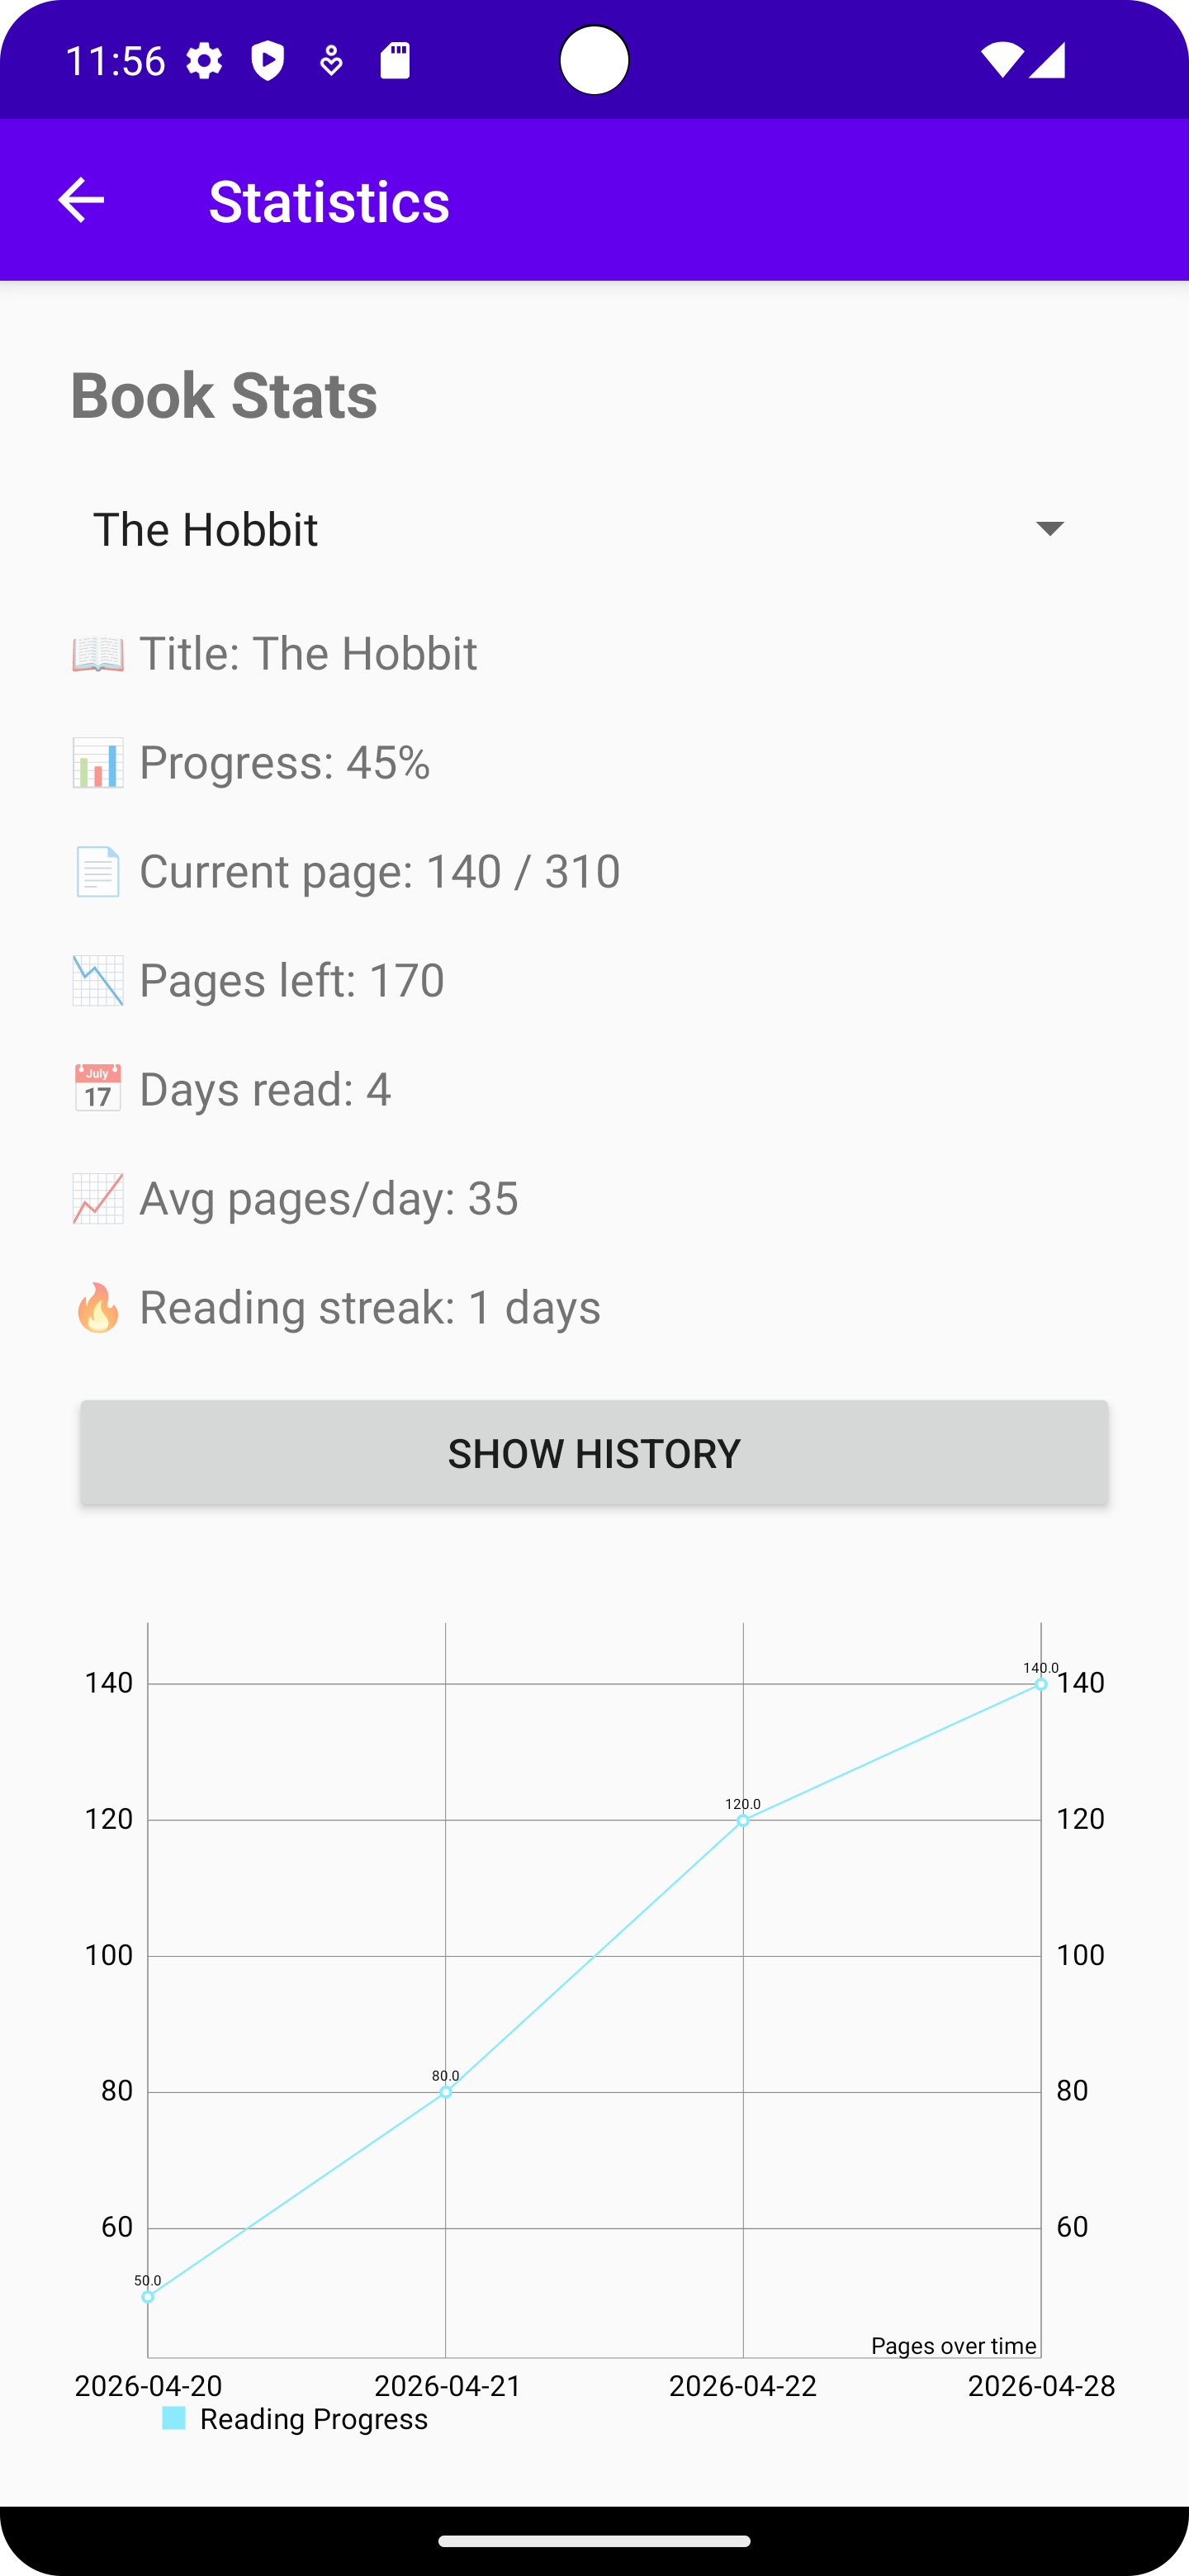 11:56
Statistics
Book Stats
The Hobbit
📖 Title: The Hobbit
📊 Progress: 45%
📄 Current page: 140 / 310
📉 Pages left: 170
📅 Days read: 4
📈 Avg pages/day: 35
🔥 Reading streak: 1 days
SHOW HISTORY
140.0
140 140
120.0
120 120
100 100
80.0
80 80
60 60
50.0
Pages over time
2026-04-20 2026-04-21 2026-04-22 2026-04-28
Reading Progress